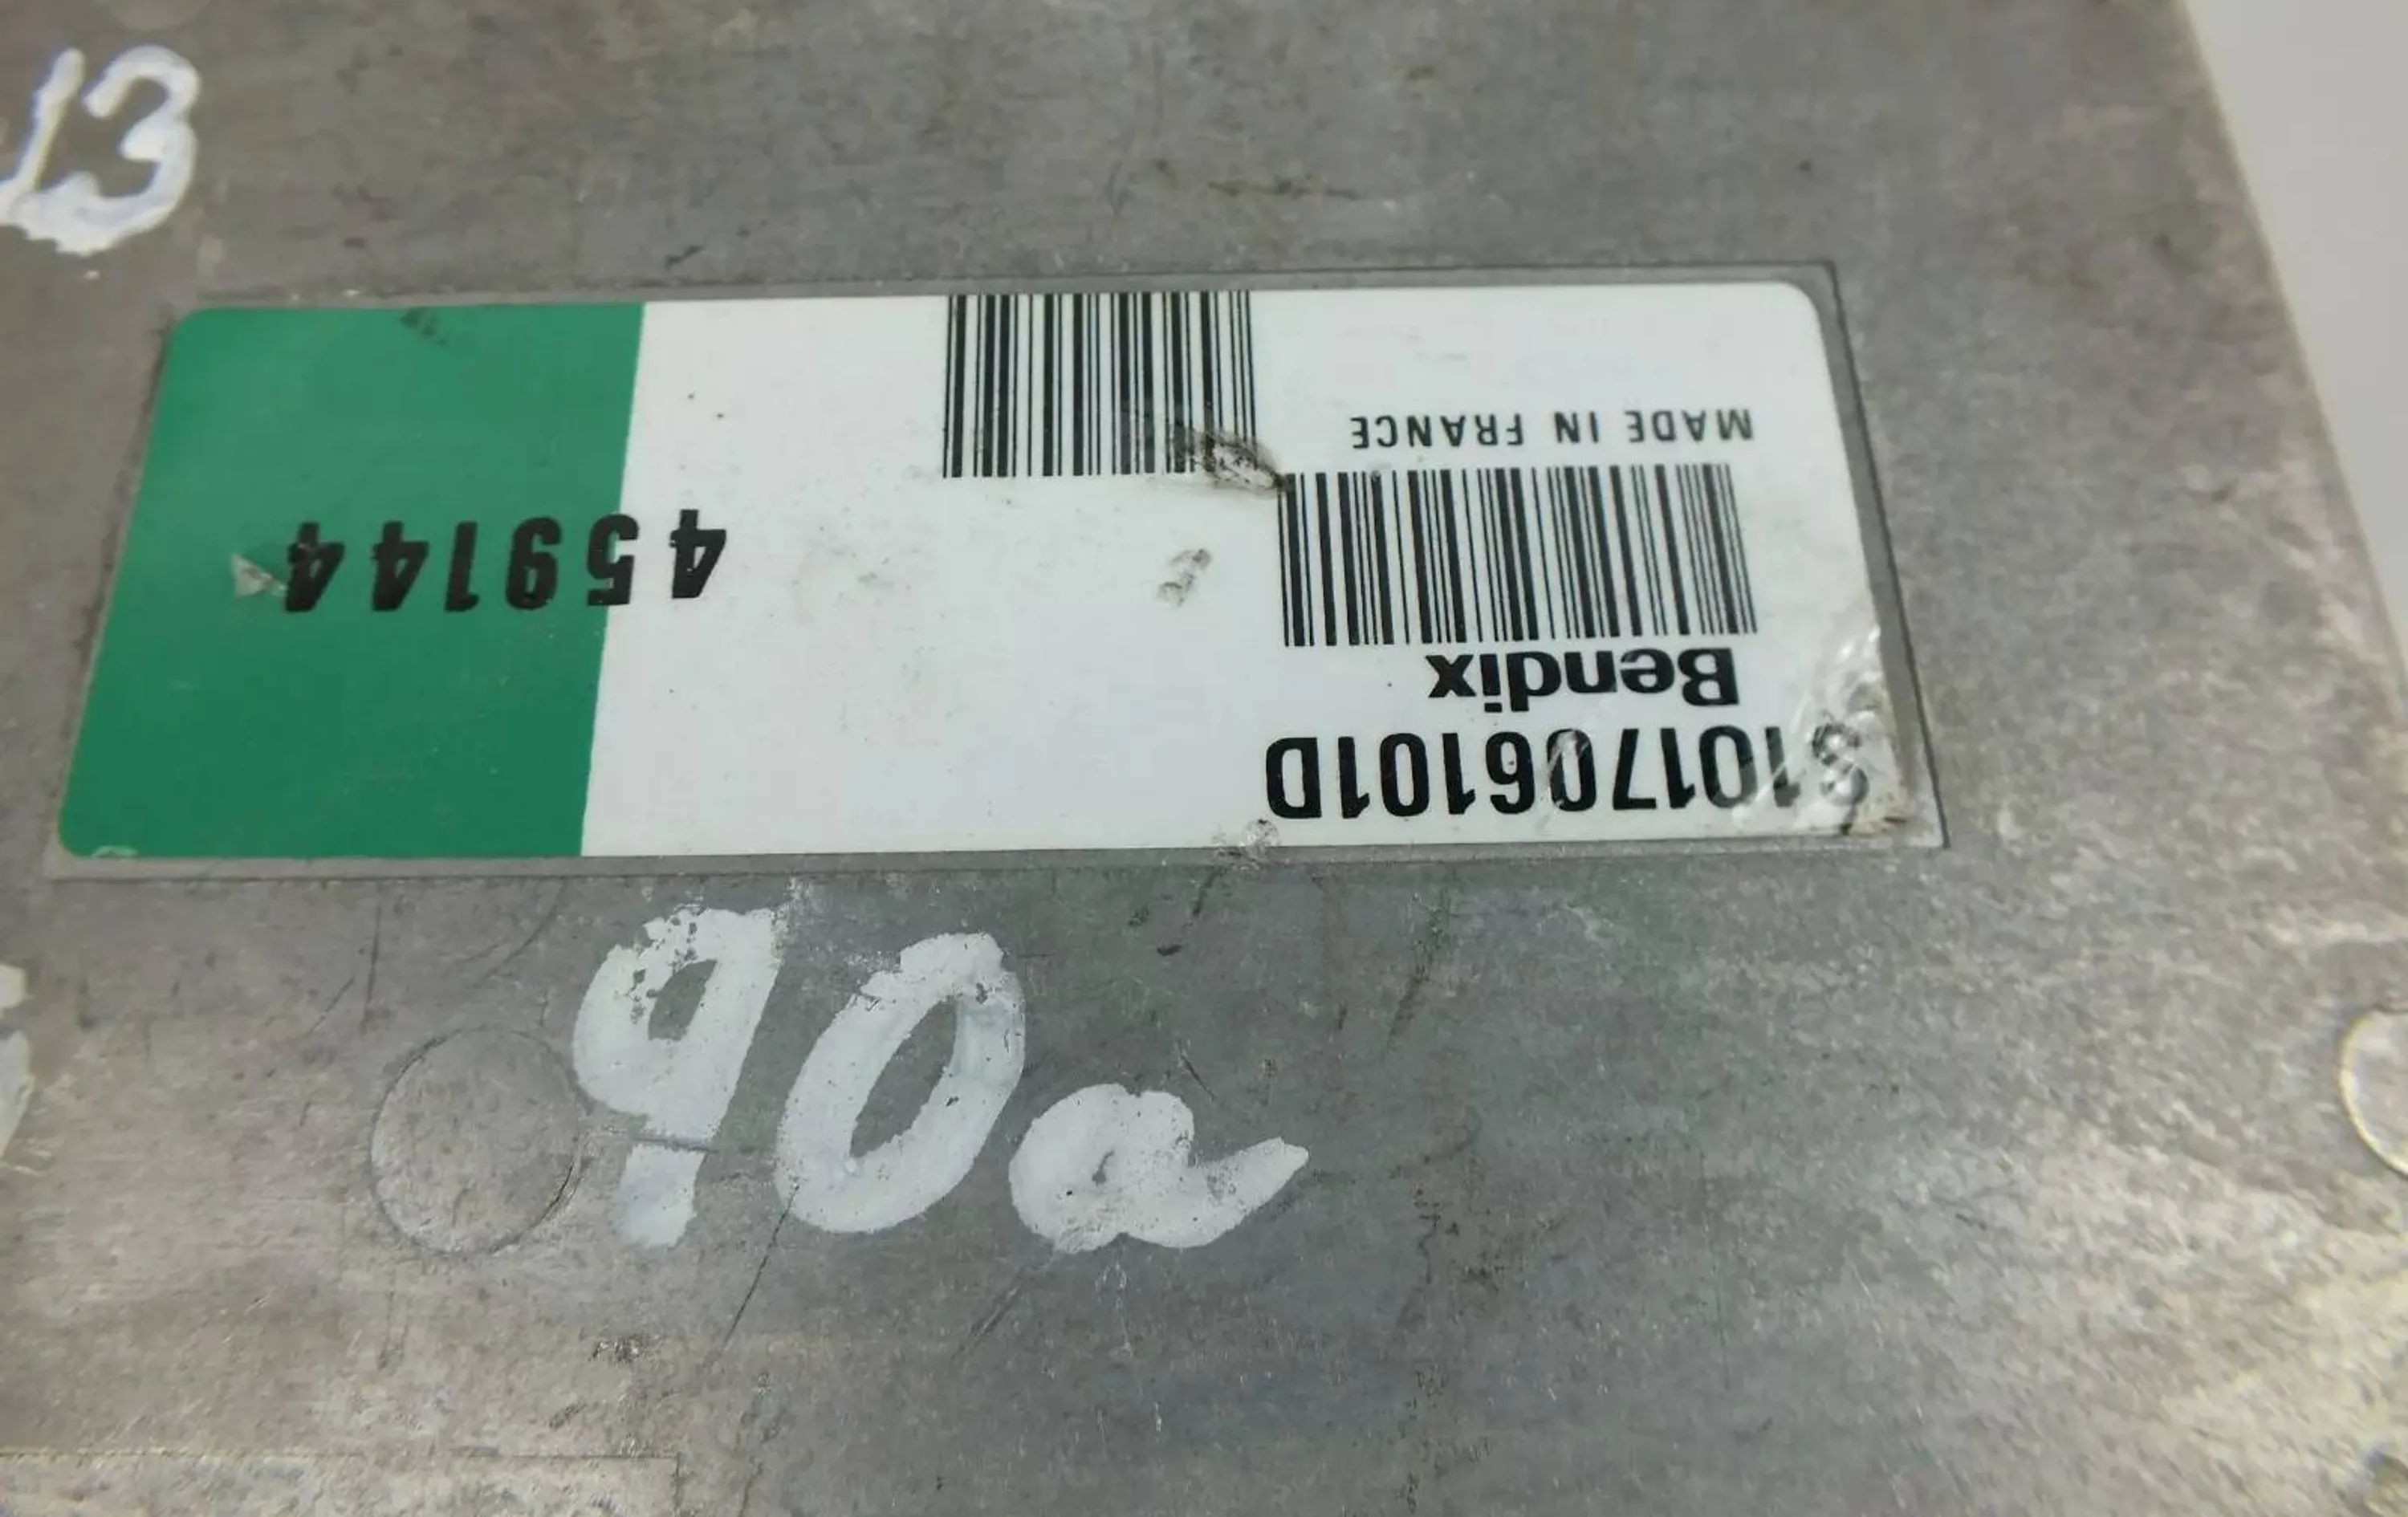 S101706101D
Bendix
MADE IN FRANCE
459144
13
90a